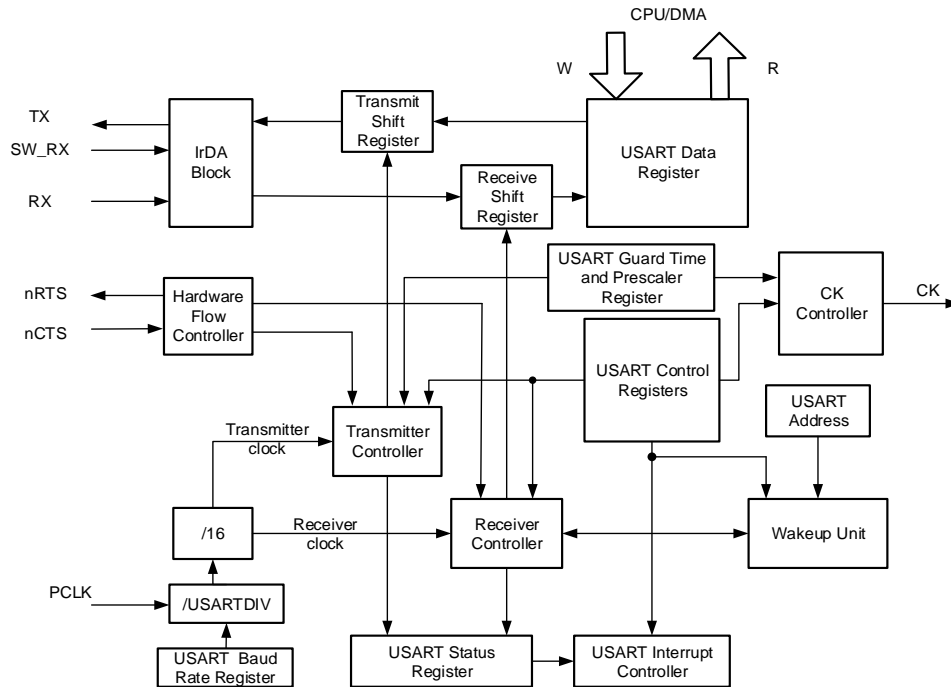 CPU/DMA
W
R
TX
SW_RX
RX
IrDA
Block
Transmit
Shift
Register
Receive
Shift
Register
USART Data
Register
nRTS
nCTS
Hardware
Flow
Controller
USART Guard Time
and Prescaler
Register
CK
Controller
CK
USART Control
Registers
USART
Address
Transmitter
clock
Transmitter
Controller
/16
Receiver
clock
Receiver
Controller
Wakeup Unit
PCLK
/USARTDIV
USART Baud
Rate Register
USART Status
Register
USART Interrupt
Controller